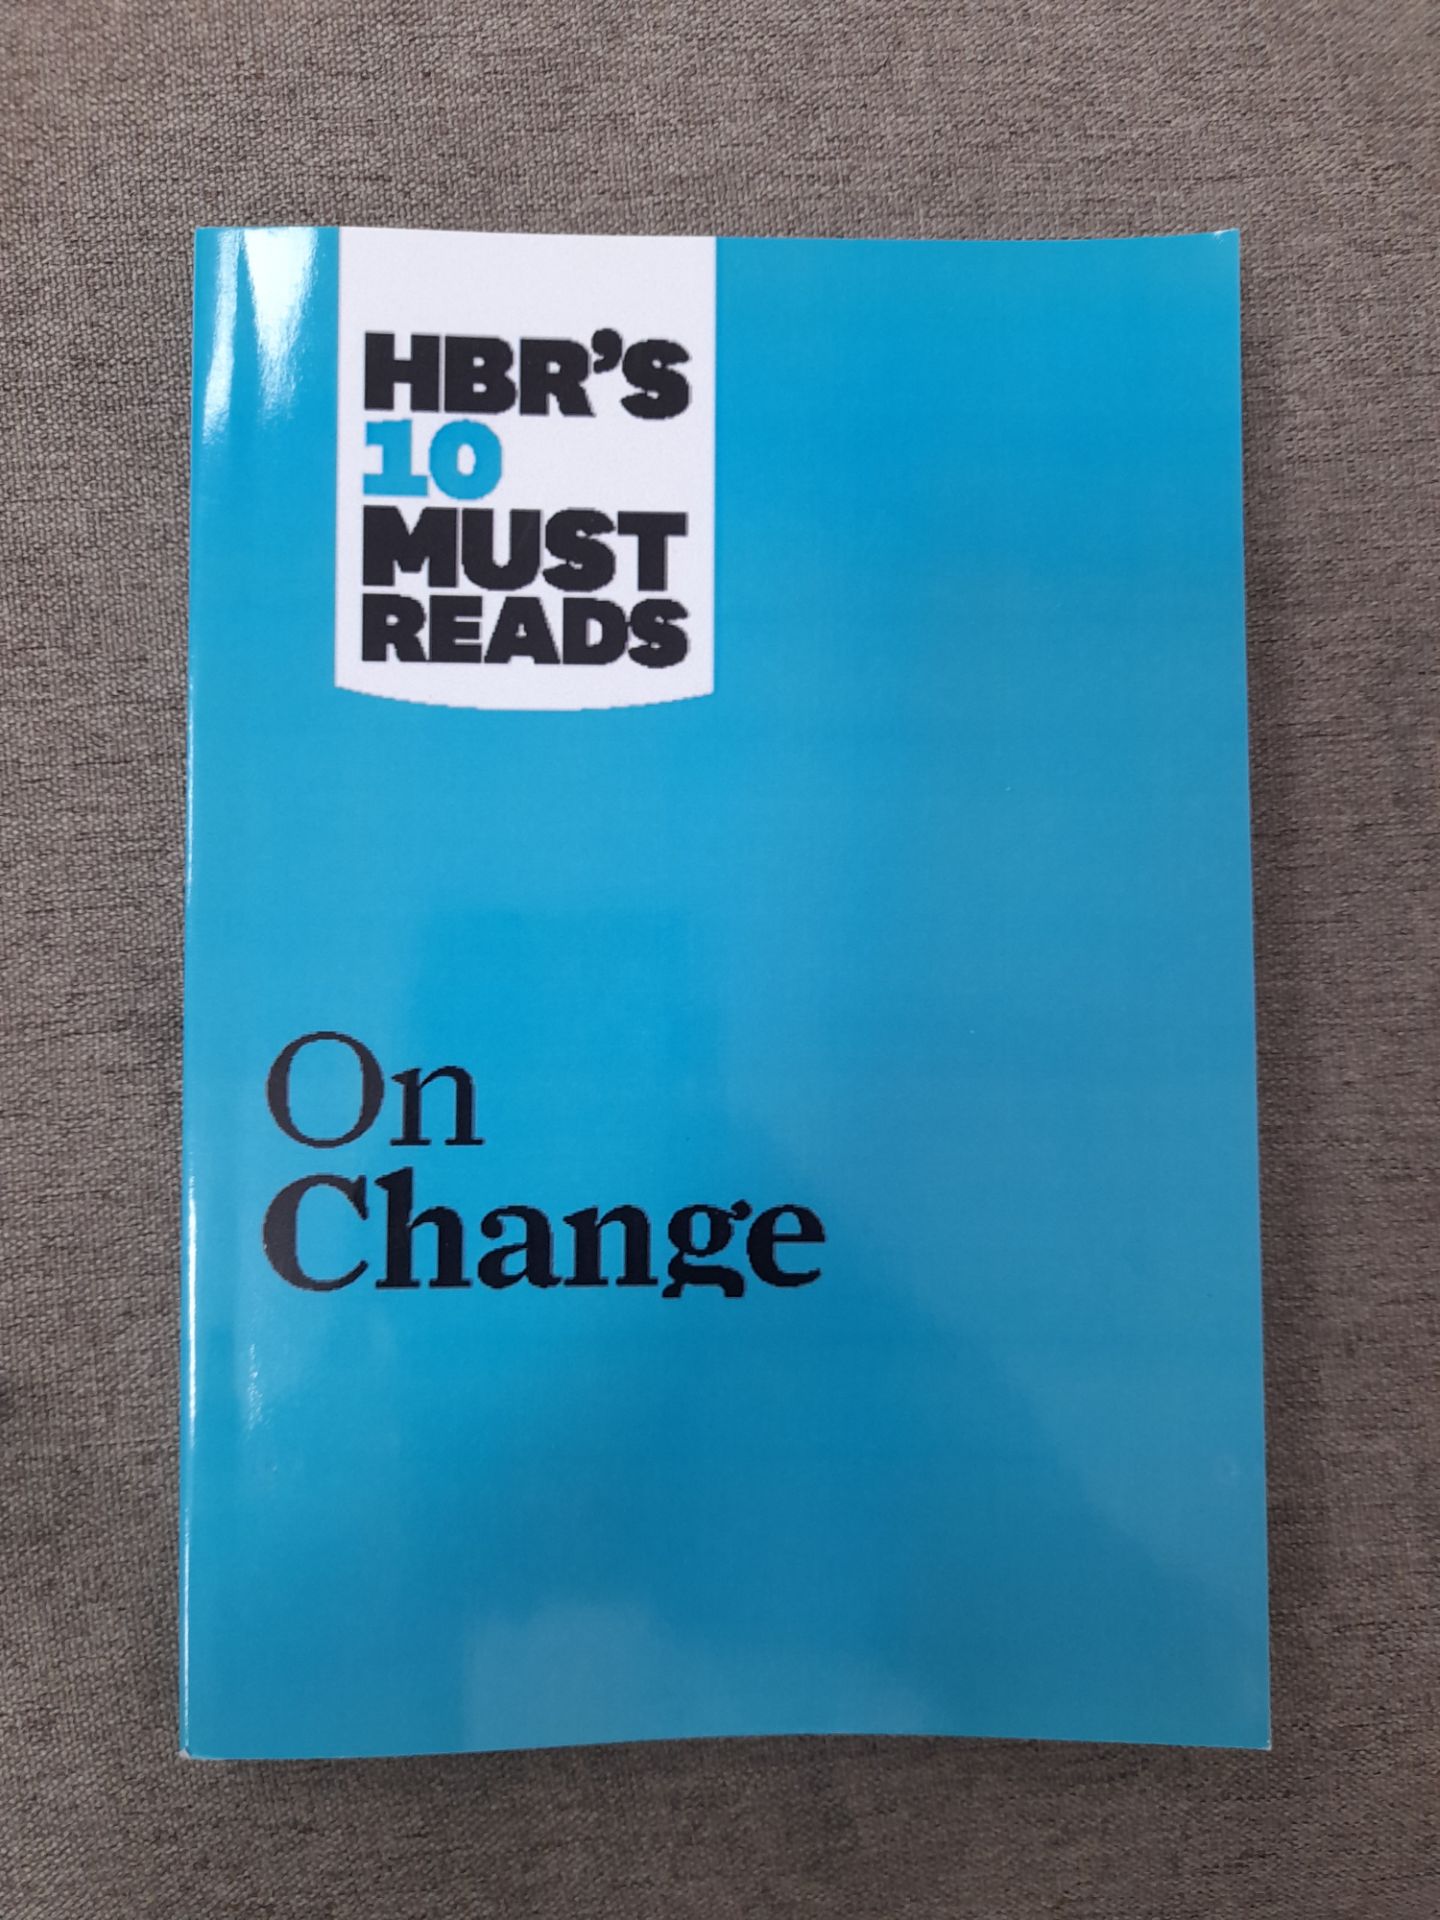 HBR'S
10
MUST
READS
On
Change